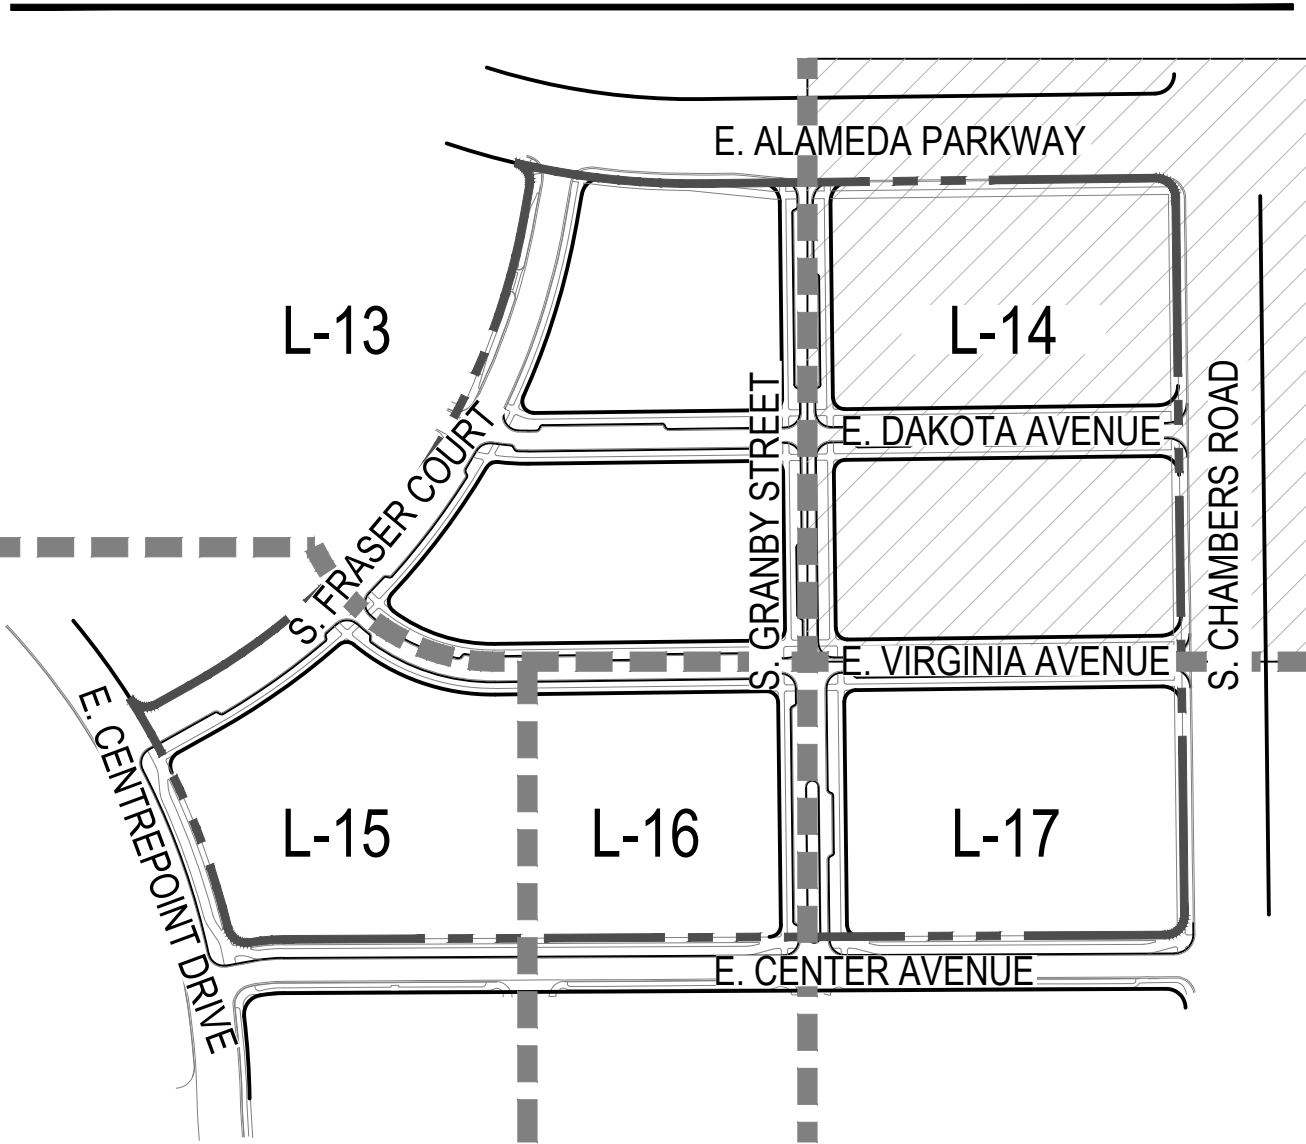 E. ALAMEDA PARKWAY
L-13
L-14
S. FRASER COURT
S. GRANBY STREET
E. DAKOTA AVENUE
S. CHAMBERS ROAD
E. VIRGINIA AVENUE
E. CENTREPOINT DRIVE
L-15
L-16
L-17
E. CENTER AVENUE